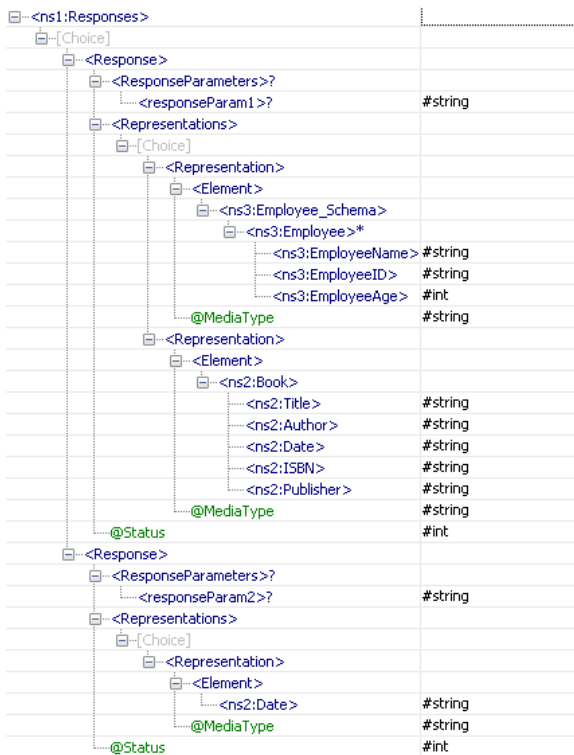 <ns1:Responses>
[Choice]
<Response>
<ResponseParameters>?
<responseParam1>? #string
<Representations>
[Choice]
<Representation>
<Element>
<ns3:Employee_Schema>
<ns3:Employee>*
<ns3:EmployeeName> #string
<ns3:EmployeeID> #string
<ns3:EmployeeAge> #int
@MediaType #string
<Representation>
<Element>
<ns2:Book>
<ns2:Title> #string
<ns2:Author> #string
<ns2:Date> #string
<ns2:ISBN> #string
<ns2:Publisher> #string
@MediaType #string
@Status #int
<Response>
<ResponseParameters>?
<responseParam2>? #string
<Representations>
[Choice]
<Representation>
<Element>
<ns2:Date> #string
@MediaType #string
@Status #int